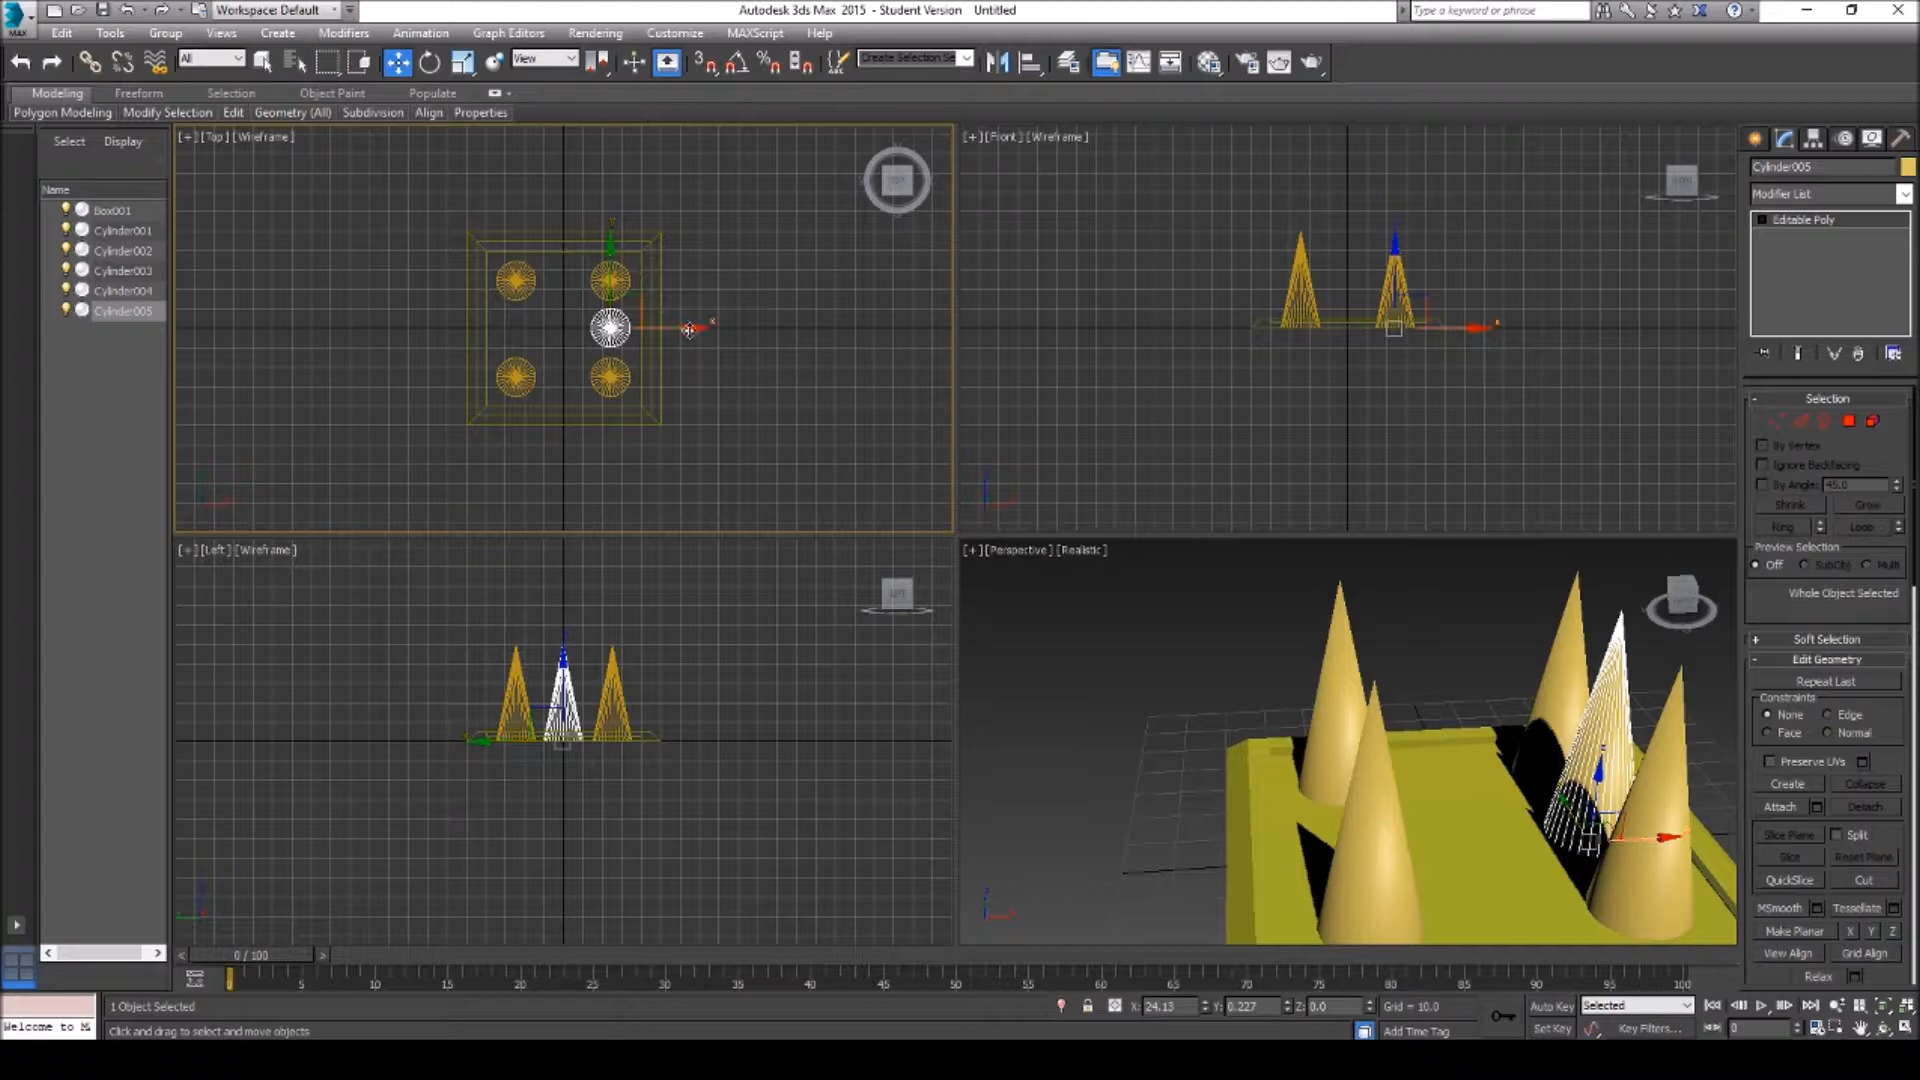 MAX
Workspace: Default
Autodesk 3ds Max 2015 - Student Version Untitled
Type a keyword or phrase
Edit Tools Group Views Create Modifiers Animation Graph Editors Rendering Customize MAXScript Help
All
View
Create Selection Se
Modeling Freeform Selection Object Paint Populate
Polygon Modeling Modify Selection Edit Geometry (All) Subdivision Align Properties
Select Display
Name
Box001
Cylinder001
Cylinder002
Cylinder003
Cylinder004
Cylinder005
[+][Top][Wireframe]
[+][Front][Wireframe]
[+][Left][Wireframe]
[+][Perspective][Realistic]
Cylinder005
Modifier List
Editable Poly
- Selection
By Vertex
Ignore Backfacing
By Angle: 45.0
Shrink Grow
Ring Loop
Preview Selection
Off SubObj Multi
Whole Object Selected
+ Soft Selection
- Edit Geometry
Repeat Last
Constraints
None Edge
Face Normal
Preserve UVs
Create Collapse
Attach Detach
Slice Plane Split
Slice Reset Plane
QuickSlice Cut
MSmooth Tessellate
Make Planar X Y Z
View Align Grid Align
Relax
< 0 / 100 >
5 10 15 20 25 30 35 40 45 50 55 60 65 70 75 80 85 90 95 100
1 Object Selected
X: 24.13 Y: 0.227 Z: 0.0 Grid = 10.0
Auto Key Selected
Welcome to M
Click and drag to select and move objects
Add Time Tag
Set Key Key Filters... 0